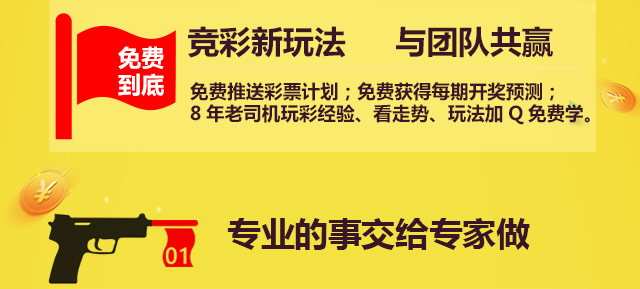 竞彩新玩法 与团队共赢
免费
到底
免费推送彩票计划；免费获得每期开奖预测；
8年老司机玩彩经验、看走势、玩法加Q免费学。
¥
¥
专业的事交给专家做
01